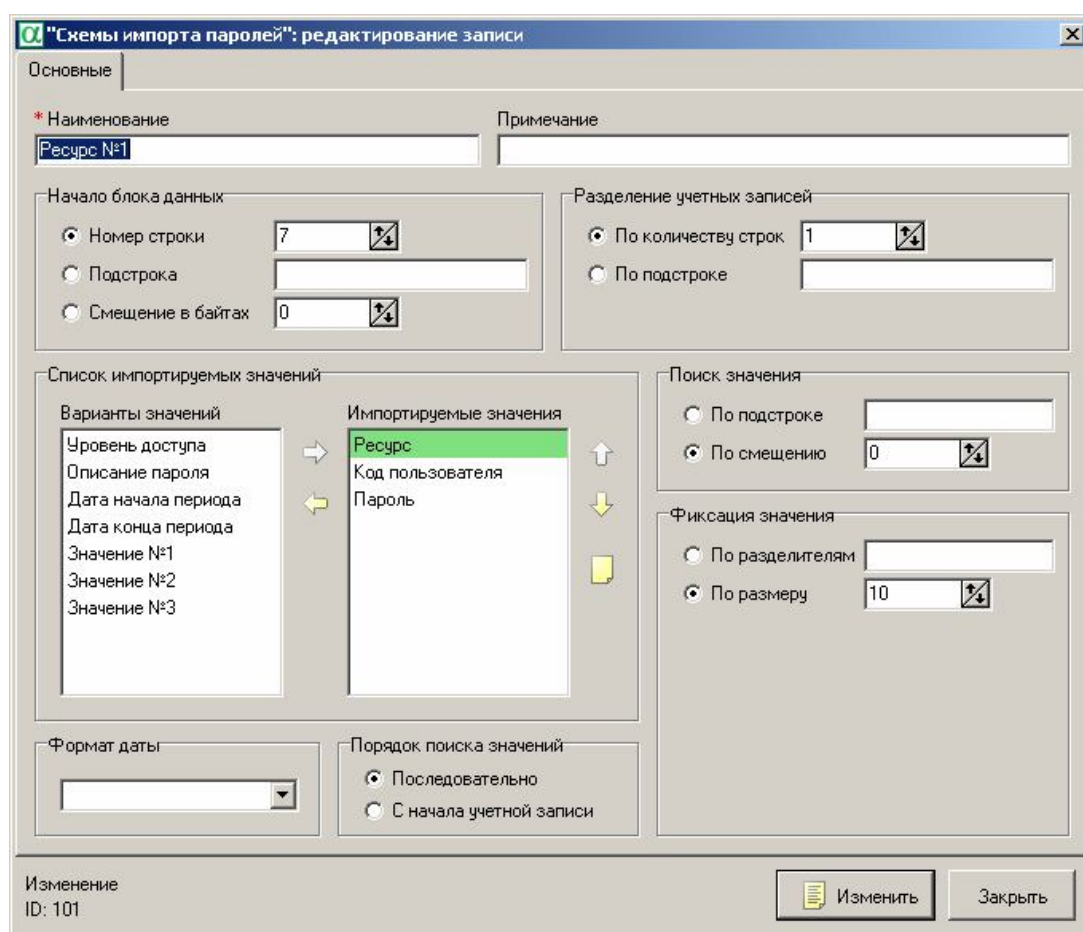 α "Схемы импорта паролей": редактирование записи
Основные
* Наименование
Примечание
Ресурс №1
Начало блока данных
Номер строки 7
Подстрока
Смещение в байтах 0
Разделение учетных записей
По количеству строк 1
По подстроке
Список импортируемых значений
Варианты значений
Уровень доступа
Описание пароля
Дата начала периода
Дата конца периода
Значение №1
Значение №2
Значение №3
Импортируемые значения
Ресурс
Код пользователя
Пароль
Поиск значения
По подстроке
По смещению 0
Фиксация значения
По разделителям
По размеру 10
Формат даты
Порядок поиска значений
Последовательно
С начала учетной записи
Изменение
ID: 101
Изменить
Закрыть